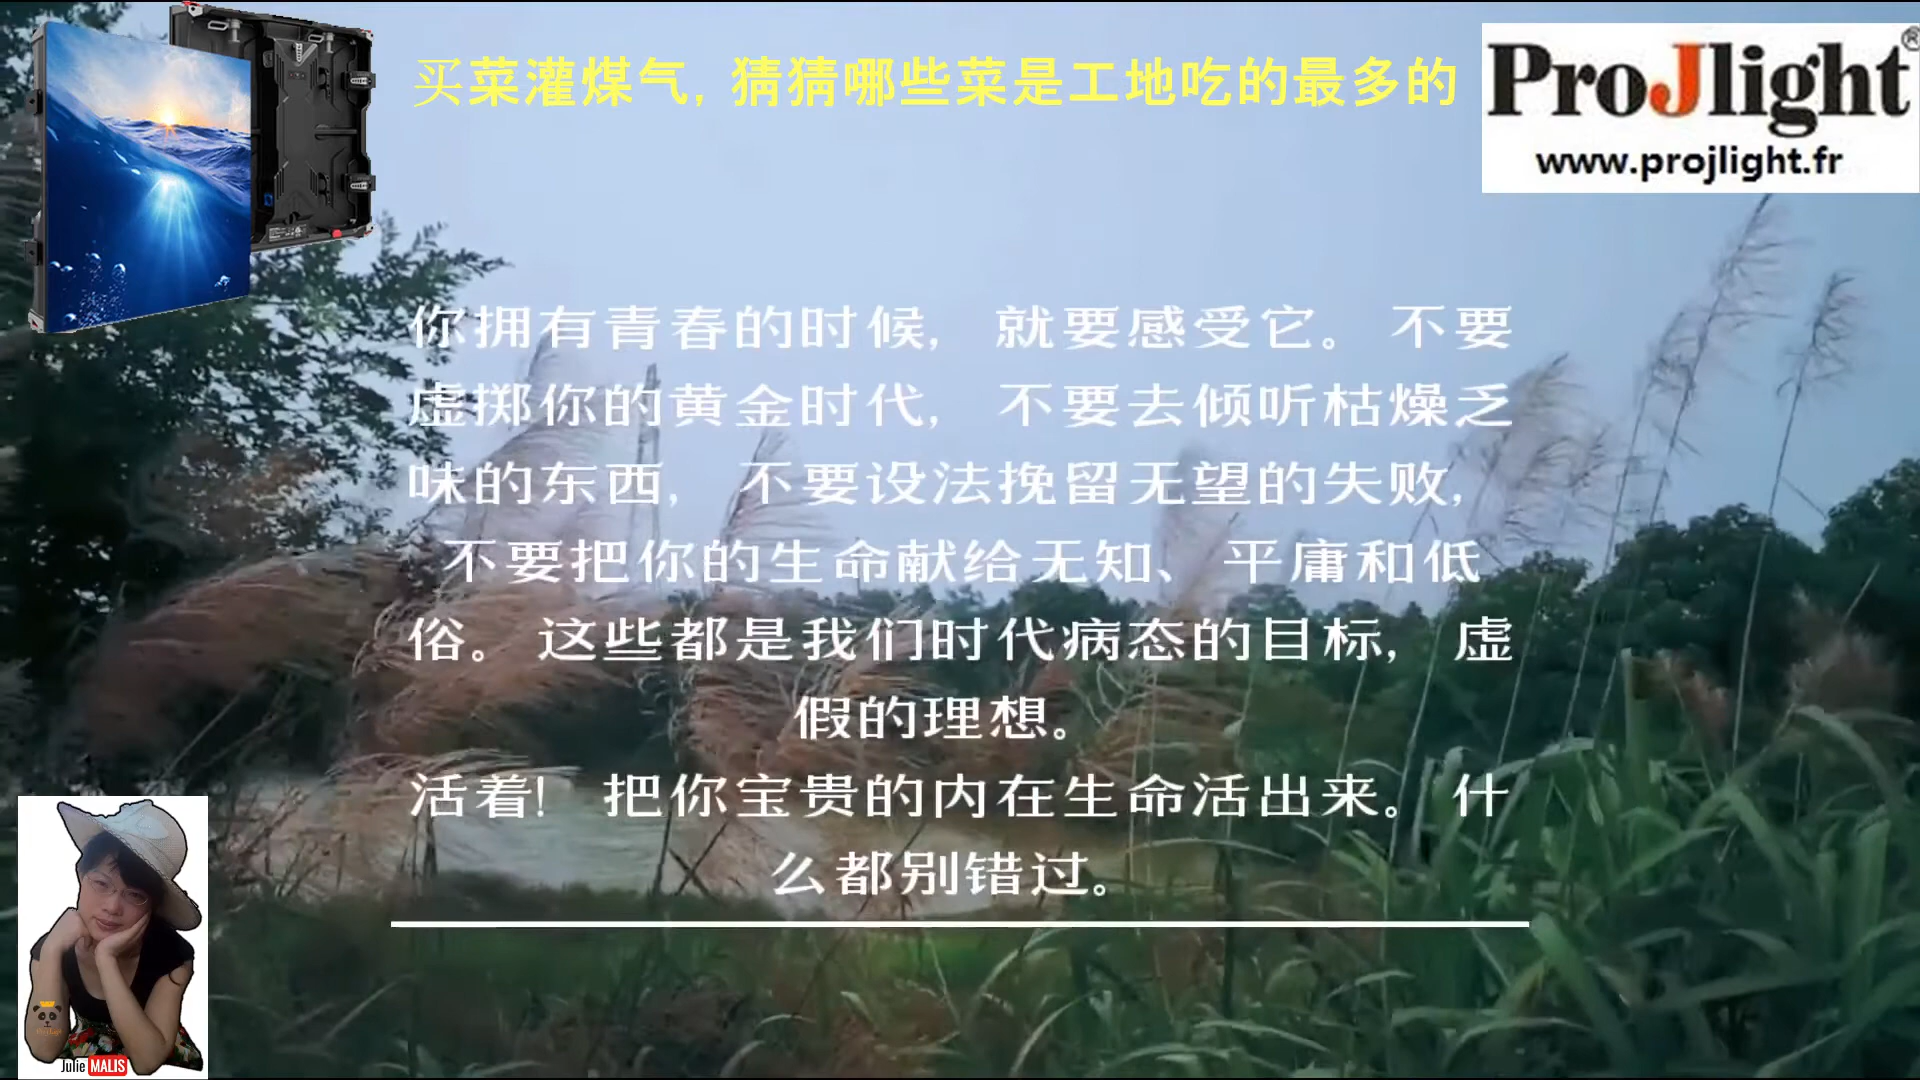 买菜灌煤气, 猜猜哪些菜是工地吃的最多的
ProJlight®
www.projlight.fr
你拥有青春的时候, 就要感受它。不要
虚掷你的黄金时代, 不要去倾听枯燥乏
味的东西, 不要设法挽留无望的失败,
不要把你的生命献给无知、平庸和低
俗。这些都是我们时代病态的目标, 虚
假的理想。
活着! 把你宝贵的内在生命活出来。什
么都别错过。
Julie MALIS